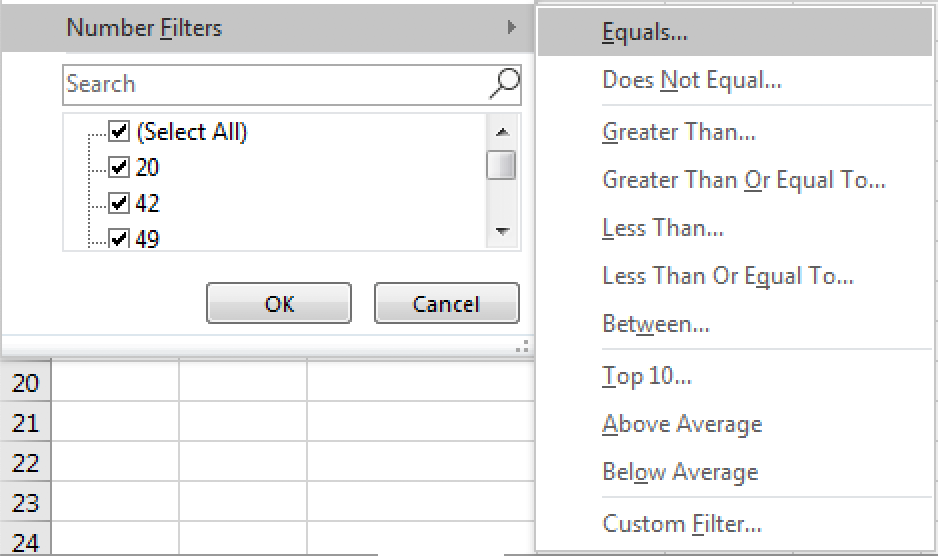 Number Filters
Search
(Select All)
20
42
49
OK Cancel
20
21
22
23
24
Equals...
Does Not Equal...
Greater Than...
Greater Than Or Equal To...
Less Than...
Less Than Or Equal To...
Between...
Top 10...
Above Average
Below Average
Custom Filter...